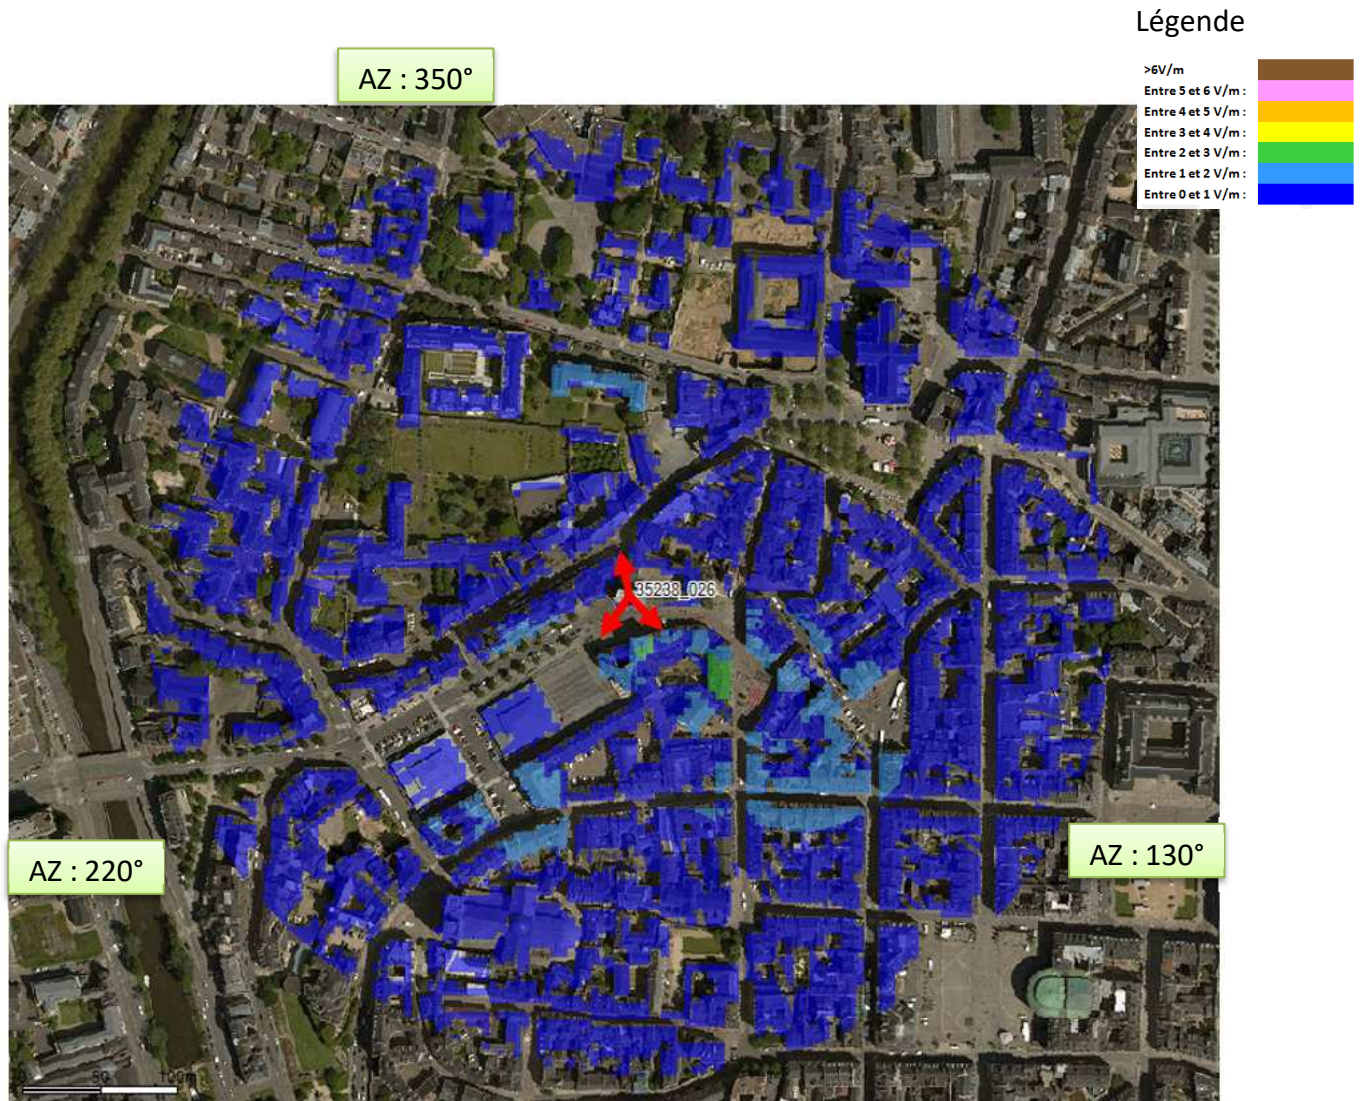 Légende
AZ : 350°
>6V/m
Entre 5 et 6 V/m :
Entre 4 et 5 V/m :
Entre 3 et 4 V/m :
Entre 2 et 3 V/m :
Entre 1 et 2 V/m :
Entre 0 et 1 V/m :
35238_026
AZ : 220°
AZ : 130°
50
100m